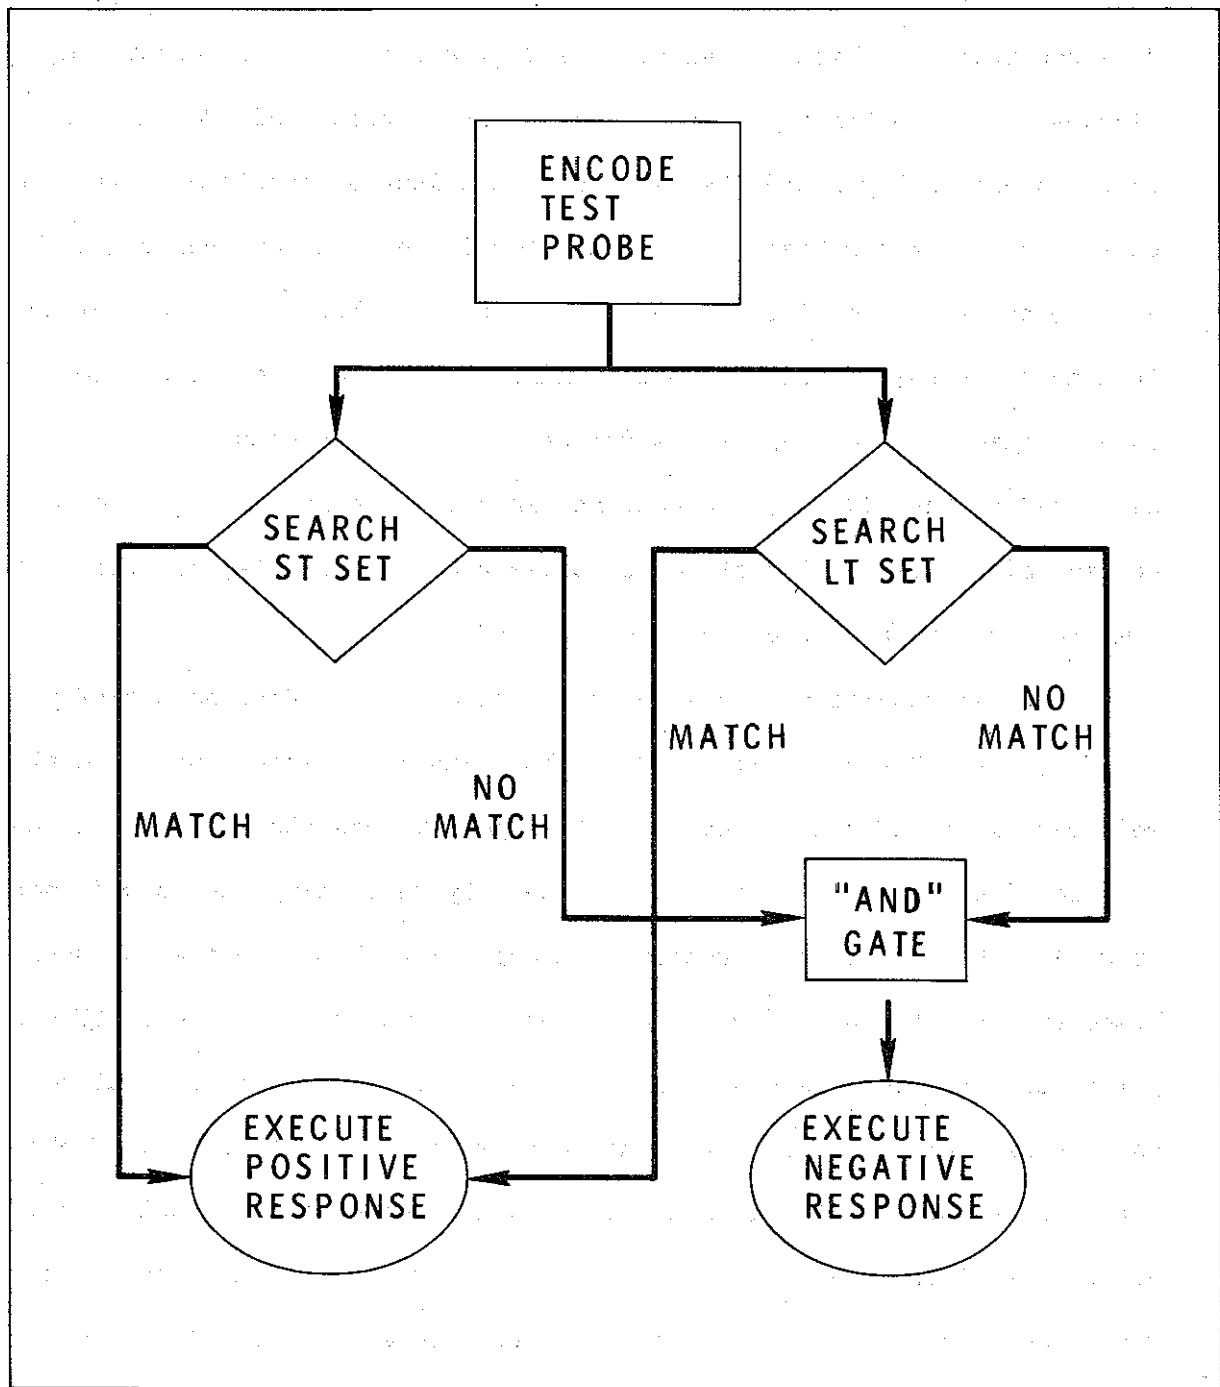 ENCODE
TEST
PROBE
SEARCH
ST SET
SEARCH
LT SET
MATCH
NO
MATCH
MATCH
NO
MATCH
"AND"
GATE
EXECUTE
POSITIVE
RESPONSE
EXECUTE
NEGATIVE
RESPONSE